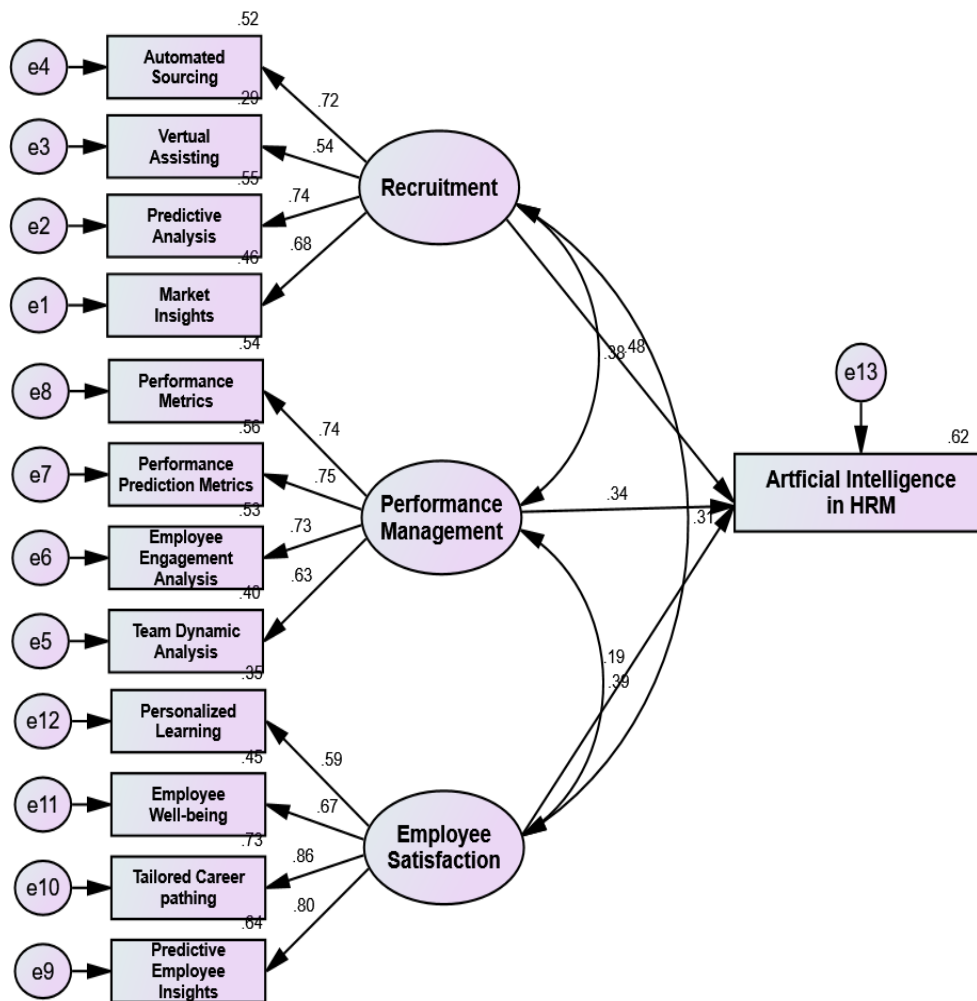 .52
e4
Automated
Sourcing
.72
.29
e3
Vertual
Assisting
.54
.55
e2
Predictive
Analysis
.74
.46
e1
Market
Insights
.68
Recruitment
.54
e8
Performance
Metrics
.74
.56
e7
Performance
Prediction Metrics
.75
.53
e6
Employee
Engagement
Analysis
.73
.40
e5
Team Dynamic
Analysis
.63
Performance
Management
.35
e12
Personalized
Learning
.59
.45
e11
Employee
Well-being
.67
.73
e10
Tailored Career
pathing
.86
.64
e9
Predictive
Employee
Insights
.80
Employee
Satisfaction
.38
.48
.34
.31
.19
.39
e13
.62
Artficial Intelligence
in HRM